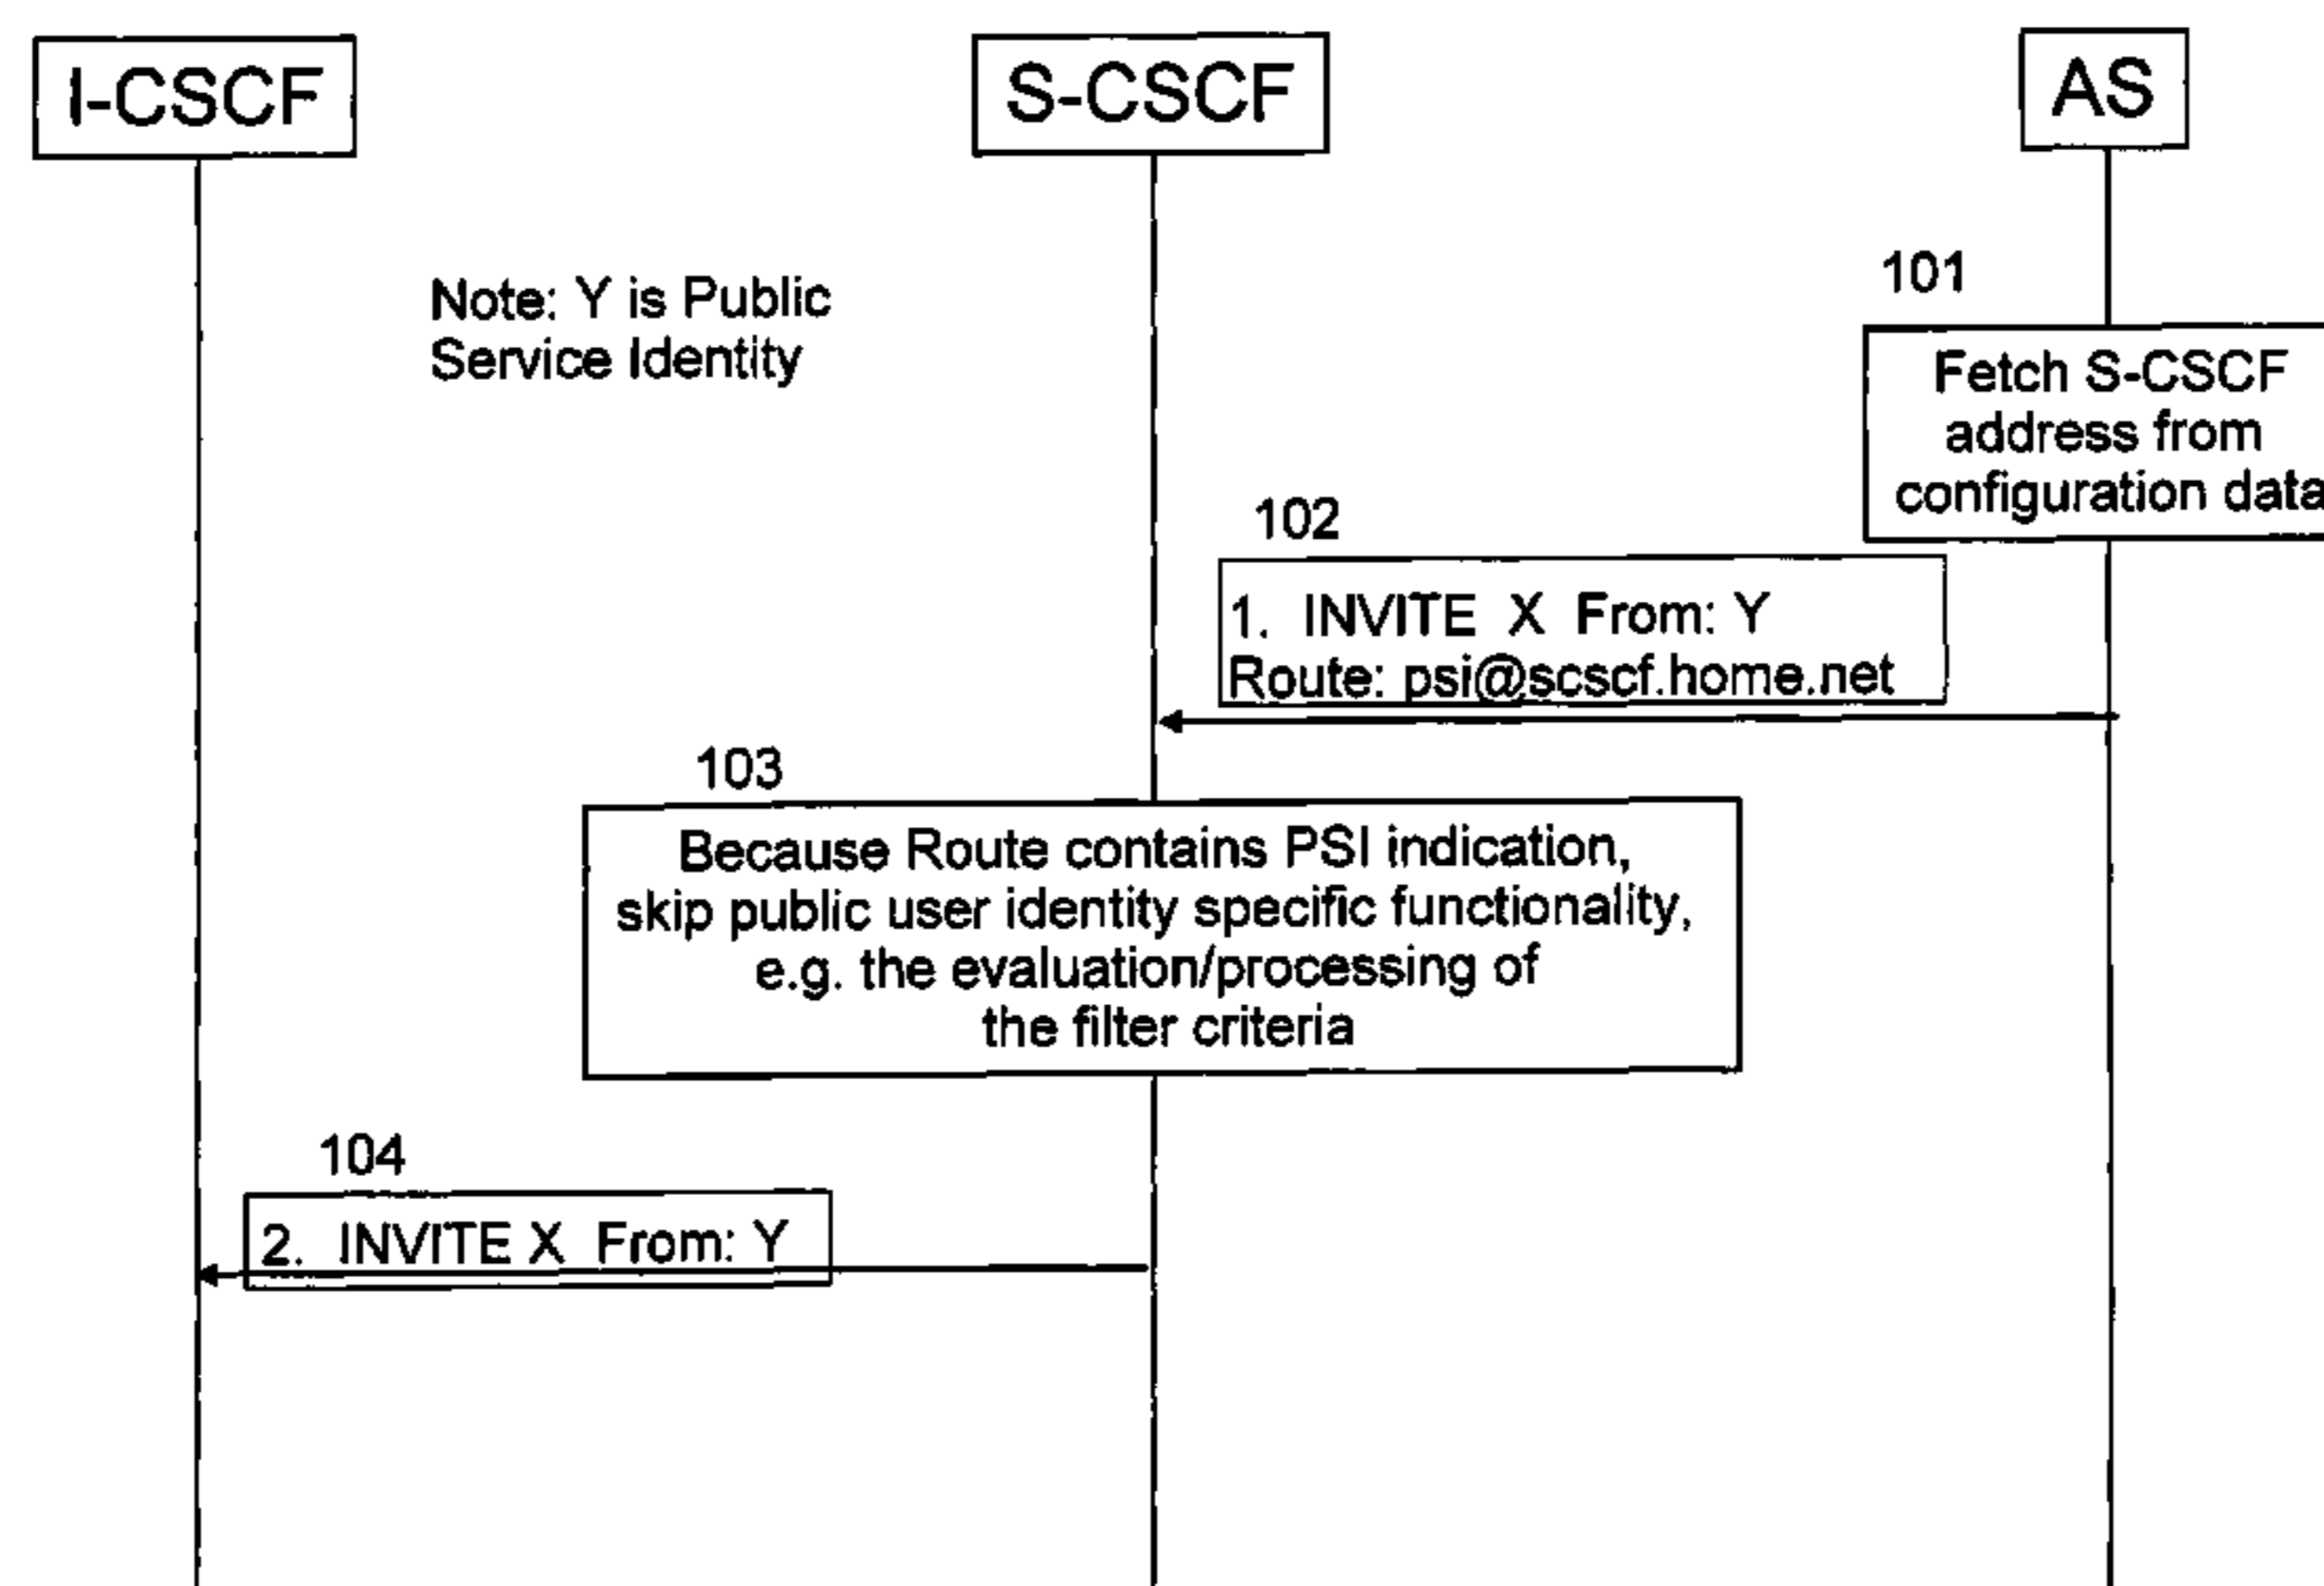 I-CSCF
S-CSCF
AS
Note: Y is Public
Service Identity
101
Fetch S-CSCF
address from
configuration data
102
1. INVITE X From: Y
Route: psi@scscf.home.net
103
Because Route contains PSI indication,
skip public user identity specific functionality,
e.g. the evaluation/processing of
the filter criteria
104
2. INVITE X From: Y